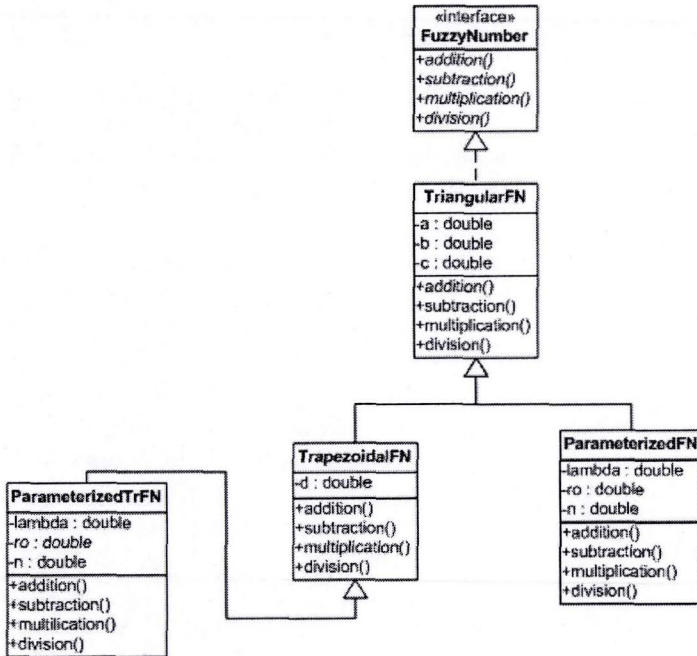 «interface»
FuzzyNumber
+addition()
+subtraction()
+multiplication()
+division()
TriangularFN
-a : double
-b : double
-c : double
+addition()
+subtraction()
+multiplication()
+division()
TrapezoidalFN
-d : double
+addition()
+subtraction()
+multiplication()
+division()
ParameterizedFN
-lambda : double
-ro : double
-n : double
+addition()
+subtraction()
+multiplication()
+division()
ParameterizedTrFN
-lambda : double
-ro : double
-n : double
+addition()
+subtraction()
+multilication()
+division()